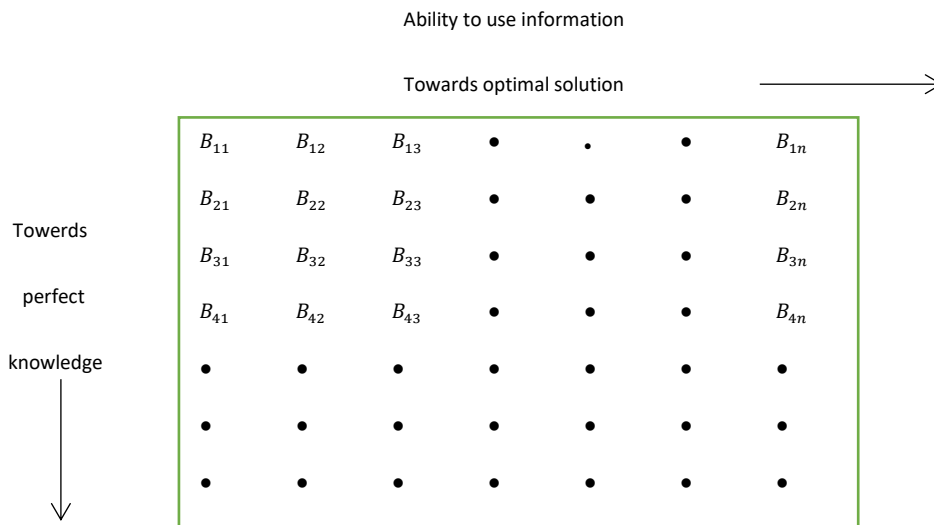 Ability to use information
Towards optimal solution
B₁₁ B₁₂ B₁₃ • • • B₁ₙ
B₂₁ B₂₂ B₂₃ • • • B₂ₙ
Towerds
B₃₁ B₃₂ B₃₃ • • • B₃ₙ
perfect
B₄₁ B₄₂ B₄₃ • • • B₄ₙ
knowledge
• • • • • • •
• • • • • • •
• • • • • • •